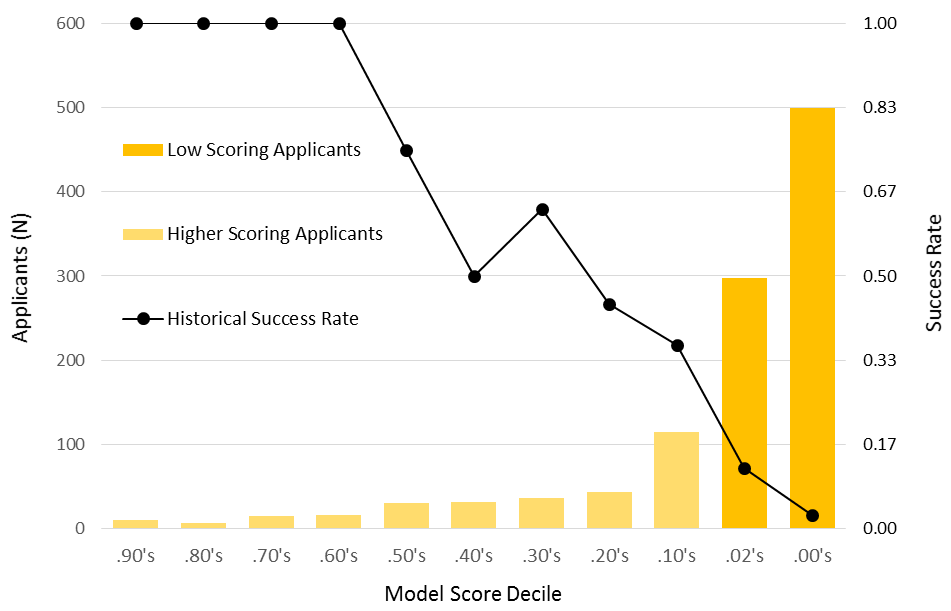 600
500
400
300
200
100
0
Applicants (N)
Low Scoring Applicants
Higher Scoring Applicants
Historical Success Rate
1.00
0.83
0.67
0.50
0.33
0.17
0.00
Success Rate
.90's .80's .70's .60's .50's .40's .30's .20's .10's .02's .00's
Model Score Decile